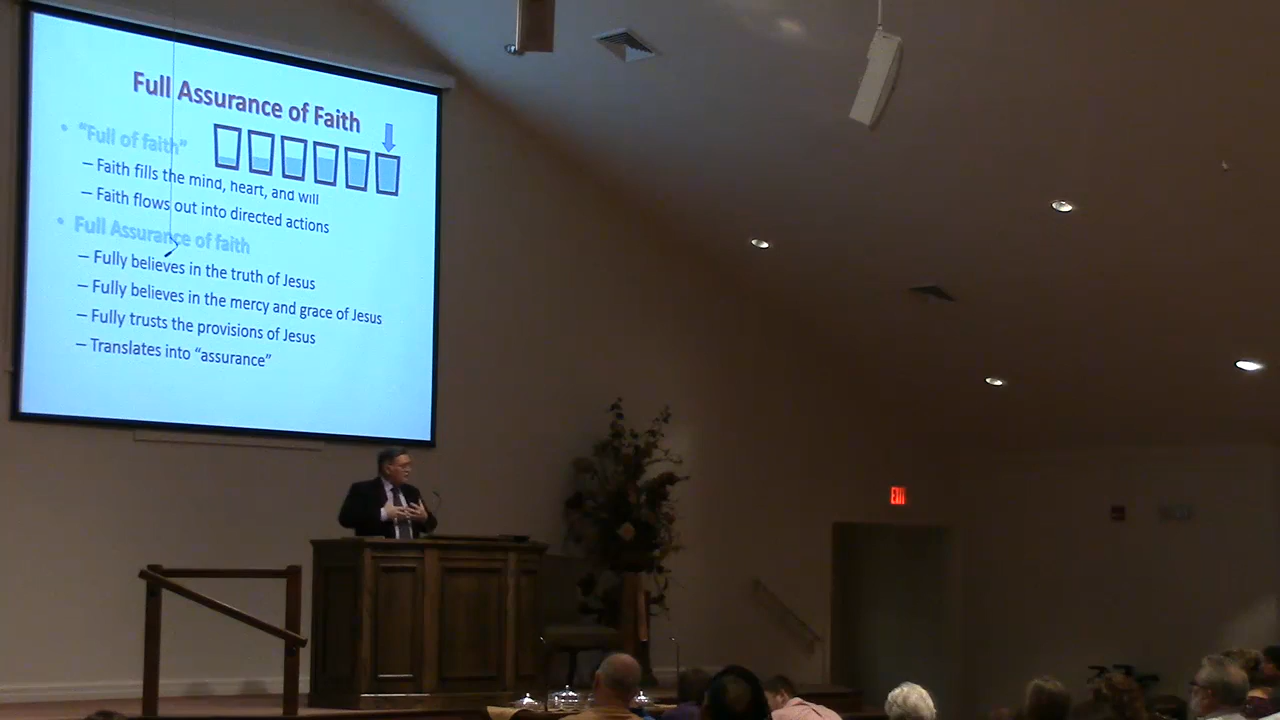 Full Assurance of Faith
• "Full of faith"
– Faith fills the mind, heart, and will
– Faith flows out into directed actions
• Full Assurance of faith
– Fully believes in the truth of Jesus
– Fully believes in the mercy and grace of Jesus
– Fully trusts the provisions of Jesus
– Translates into "assurance"
EXIT